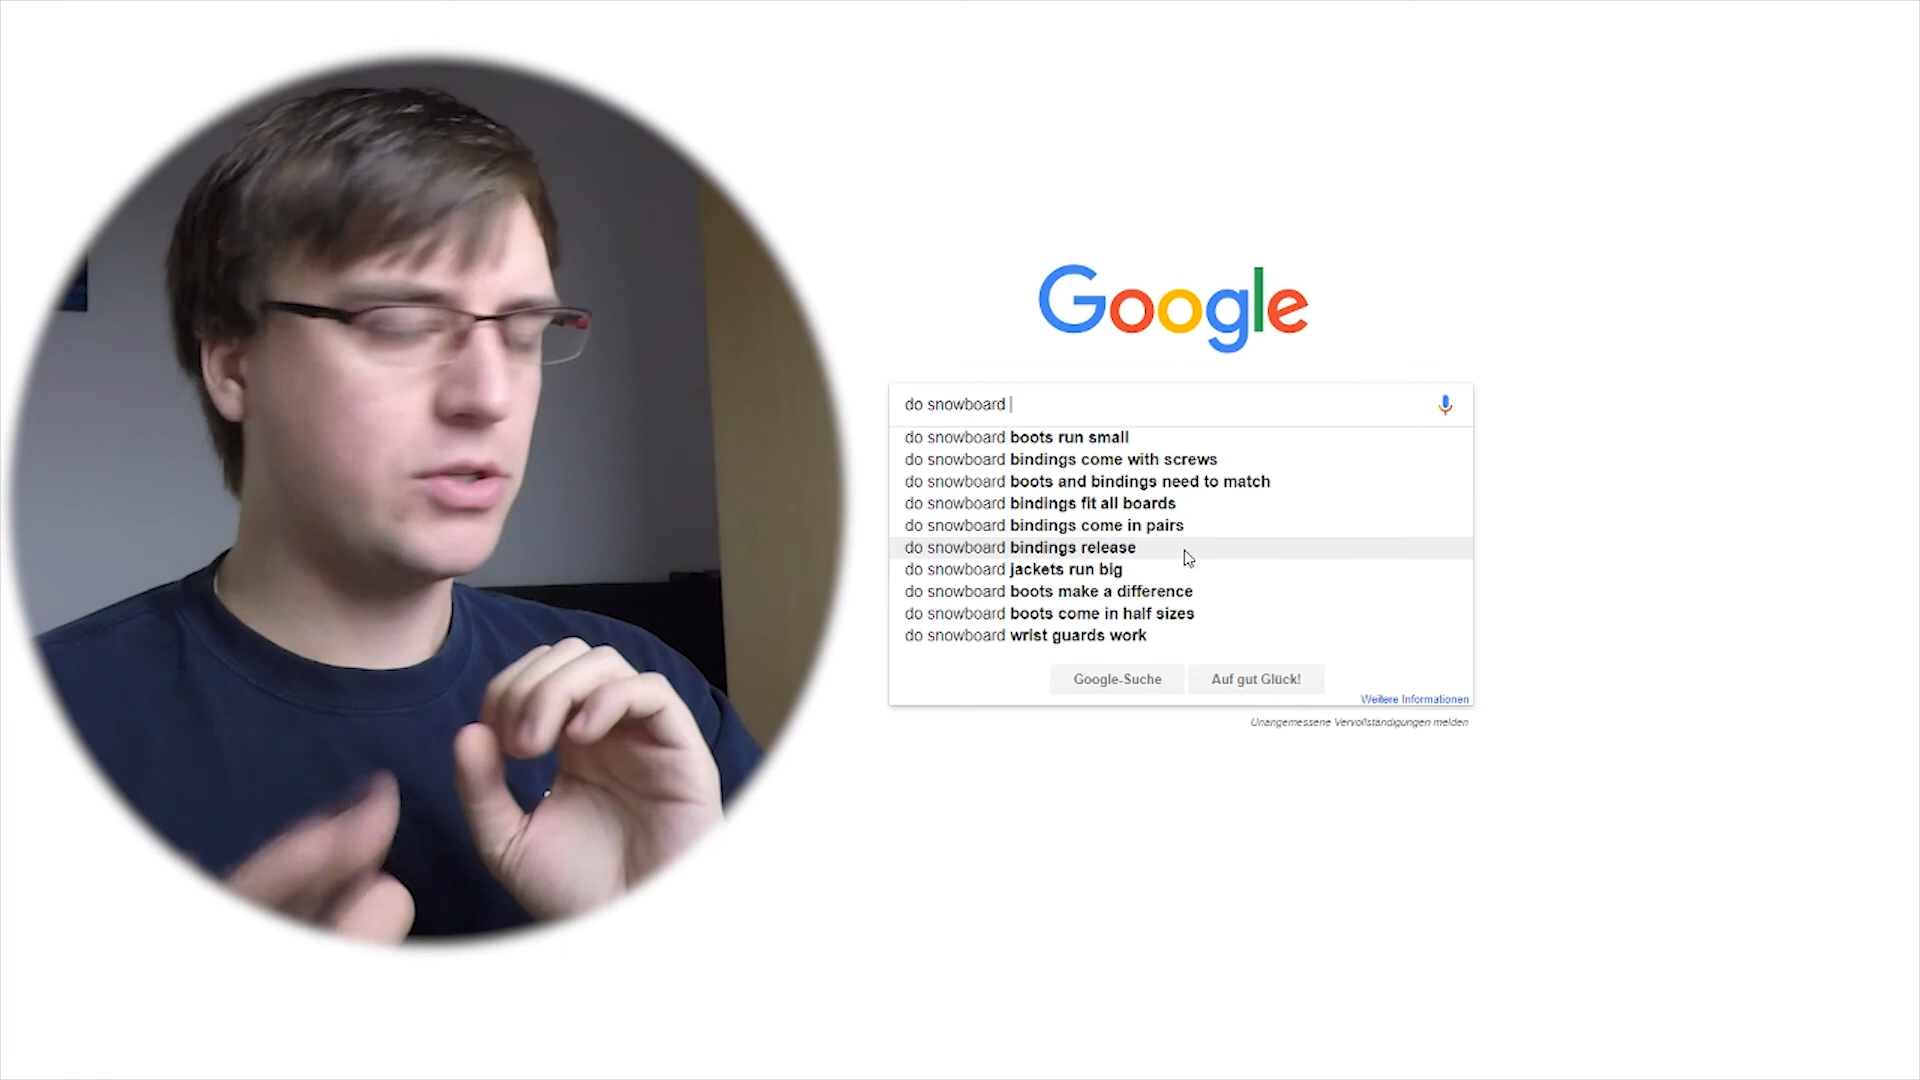 Google
do snowboard
do snowboard boots run small
do snowboard bindings come with screws
do snowboard boots and bindings need to match
do snowboard bindings fit all boards
do snowboard bindings come in pairs
do snowboard bindings release
do snowboard jackets run big
do snowboard boots make a difference
do snowboard boots come in half sizes
do snowboard wrist guards work
Google-Suche Auf gut Glück!
Weitere Informationen
Unangemessene Vervollständigungen melden